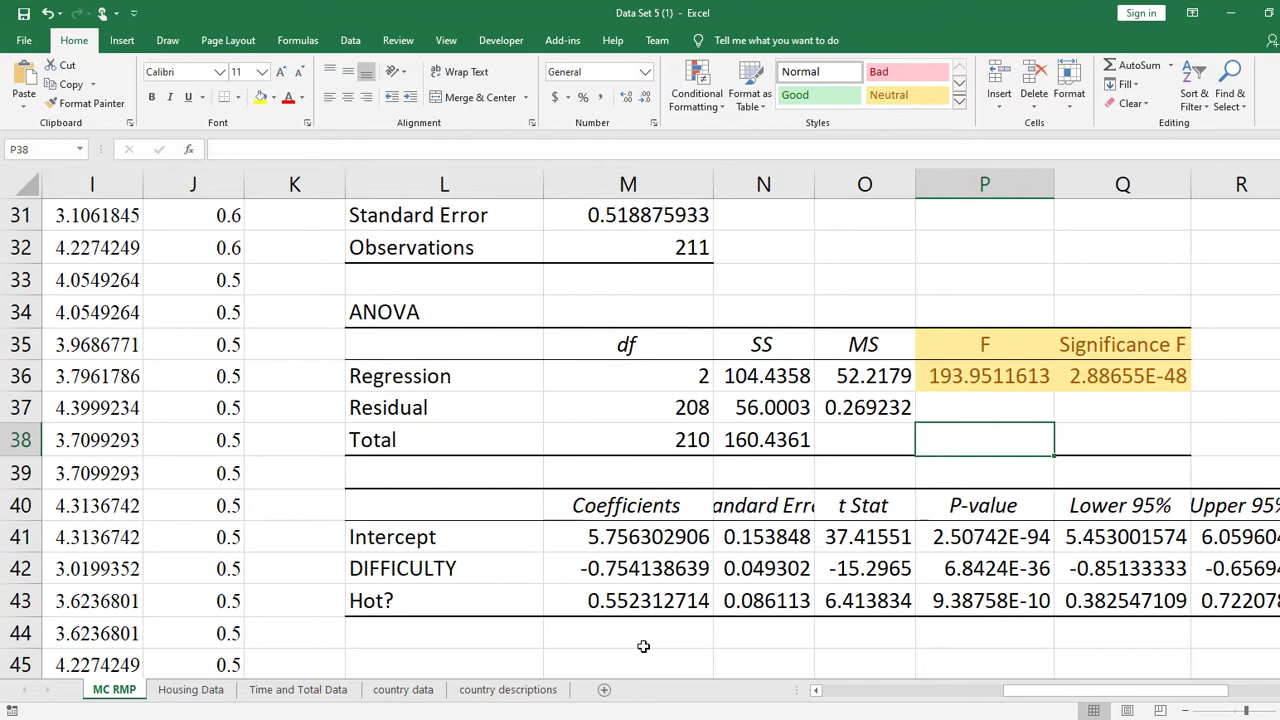 Data Set 5 (1) - Excel
Sign in
File Home Insert Draw Page Layout Formulas Data Review View Developer Add-ins Help Team Tell me what you want to do
Paste
Cut
Copy
Format Painter
Clipboard
Calibri 11 A A
B I U A
Font
Wrap Text
Merge & Center
Alignment
General
$ % ,
Number
Conditional Formatting
Format as Table
Normal Bad
Good Neutral
Styles
Insert Delete Format
Cells
AutoSum
Fill
Clear
Sort & Filter
Find & Select
Editing
P38 fx
I J K L M N O P Q R
31 3.1061845 0.6 Standard Error 0.518875933
32 4.2274249 0.6 Observations 211
33 4.0549264 0.5
34 4.0549264 0.5 ANOVA
35 3.9686771 0.5 df SS MS F Significance F
36 3.7961786 0.5 Regression 2 104.4358 52.2179 193.9511613 2.88655E-48
37 4.3999234 0.5 Residual 208 56.0003 0.269232
38 3.7099293 0.5 Total 210 160.4361
39 3.7099293 0.5
40 4.3136742 0.5 Coefficients andard Erro t Stat P-value Lower 95% Upper 95%
41 4.3136742 0.5 Intercept 5.756302906 0.153848 37.41551 2.50742E-94 5.453001574 6.059604
42 3.0199352 0.5 DIFFICULTY -0.754138639 0.049302 -15.2965 6.8424E-36 -0.85133333 -0.65694
43 3.6236801 0.5 Hot? 0.552312714 0.086113 6.413834 9.38758E-10 0.382547109 0.722078
44 3.6236801 0.5
45 4.2274249 0.5
MC RMP Housing Data Time and Total Data country data country descriptions